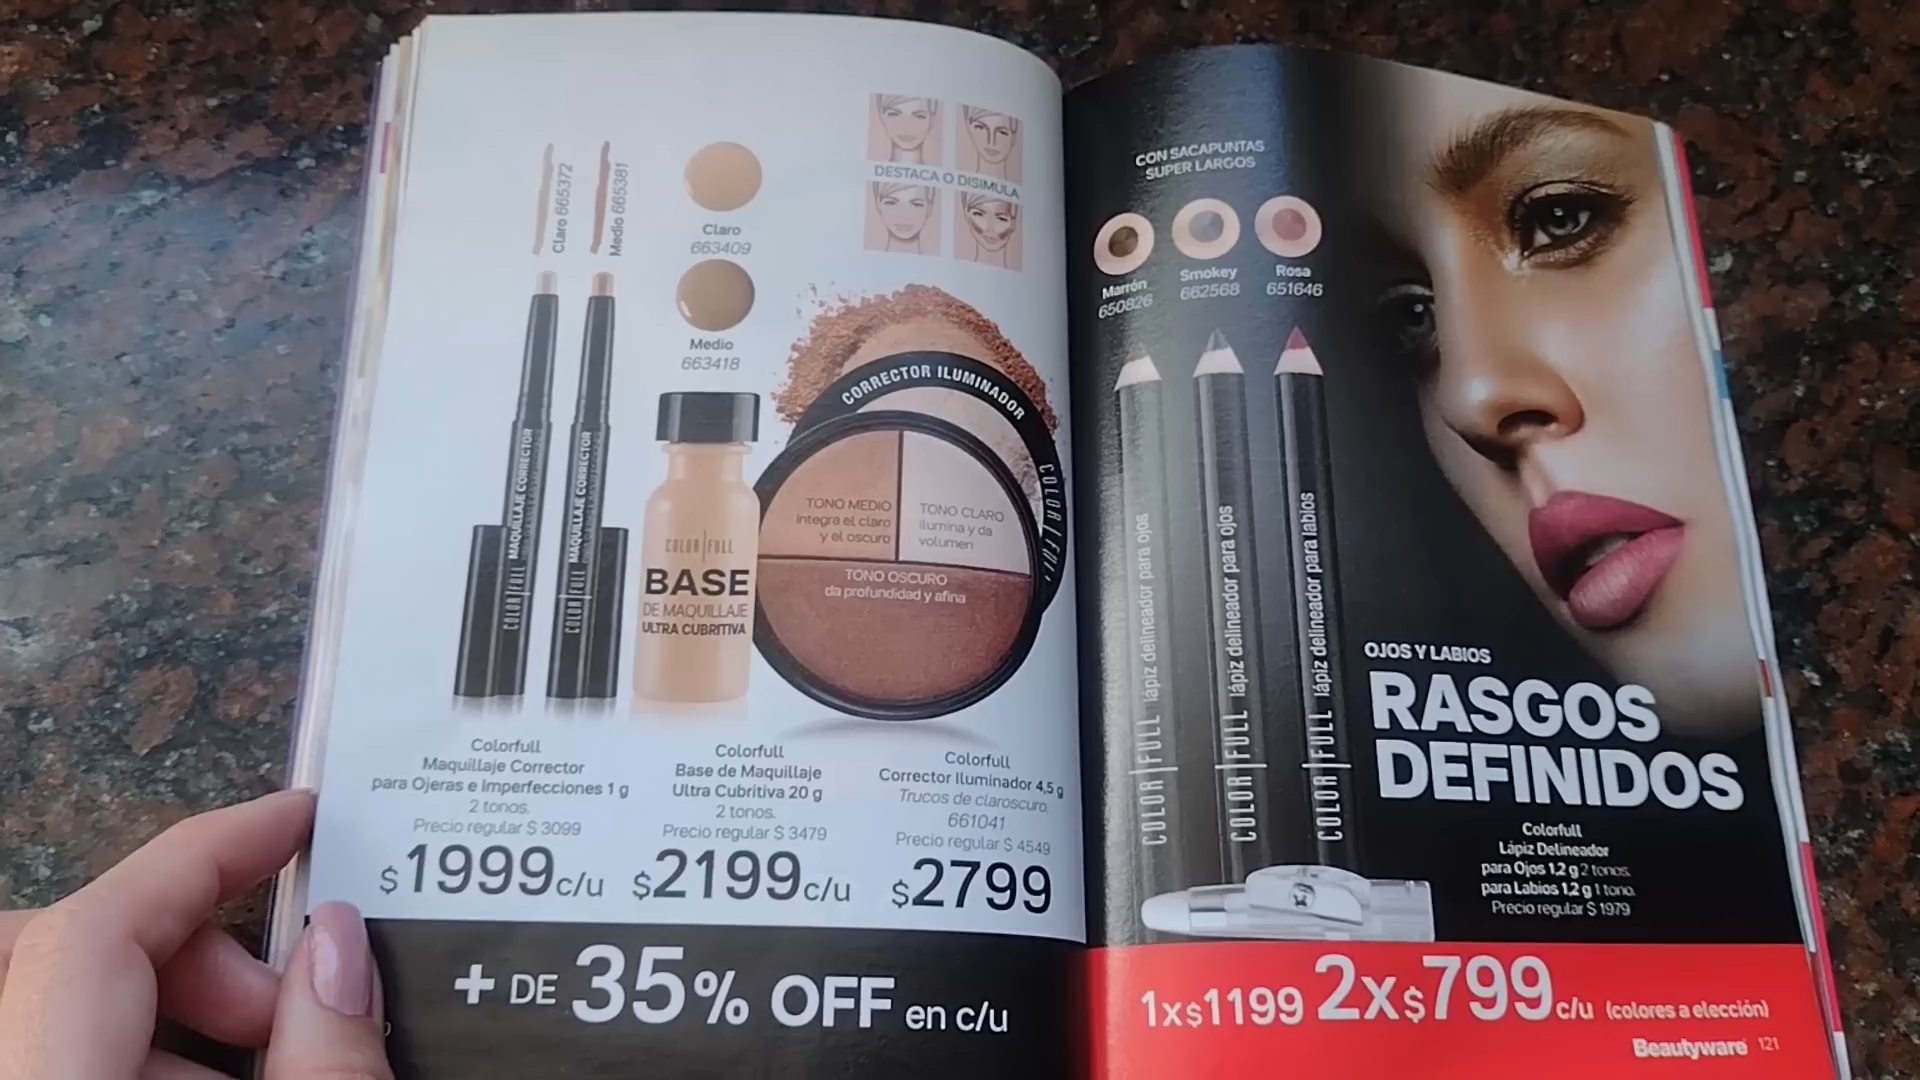 Claro 665372
Medio 665381
Claro
663409
Medio
663418
DESTACA O DISIMULA
CORRECTOR ILUMINADOR
COLOR|FULL
TONO MEDIO
integra el claro
y el oscuro
TONO CLARO
ilumina y da
volumen
TONO OSCURO
da profundidad y afina
COLOR|FULL MAQUILLAJE CORRECTOR
COLOR|FULL MAQUILLAJE CORRECTOR
COLOR|FULL
BASE
DE MAQUILLAJE
ULTRA CUBRITIVA
Colorfull
Maquillaje Corrector
para Ojeras e Imperfecciones 1 g
2 tonos.
Precio regular $ 3099
$1999c/u
Colorfull
Base de Maquillaje
Ultra Cubritiva 20 g
2 tonos.
Precio regular $ 3479
$2199c/u
Colorfull
Corrector Iluminador 4,5 g
Trucos de claroscuro.
661041
Precio regular $ 4549
$2799
+ DE 35% OFF en c/u
CON SACAPUNTAS
SUPER LARGOS
Marrón
650826
Smokey
662568
Rosa
651646
COLOR|FULL lápiz delineador para ojos
COLOR|FULL lápiz delineador para ojos
COLOR|FULL lápiz delineador para labios
OJOS Y LABIOS
RASGOS
DEFINIDOS
Colorfull
Lápiz Delineador
para Ojos 1,2 g 2 tonos.
para Labios 1,2 g 1 tono.
Precio regular $ 1979
1x$1199 2x$799c/u (colores a elección)
Beautyware 121